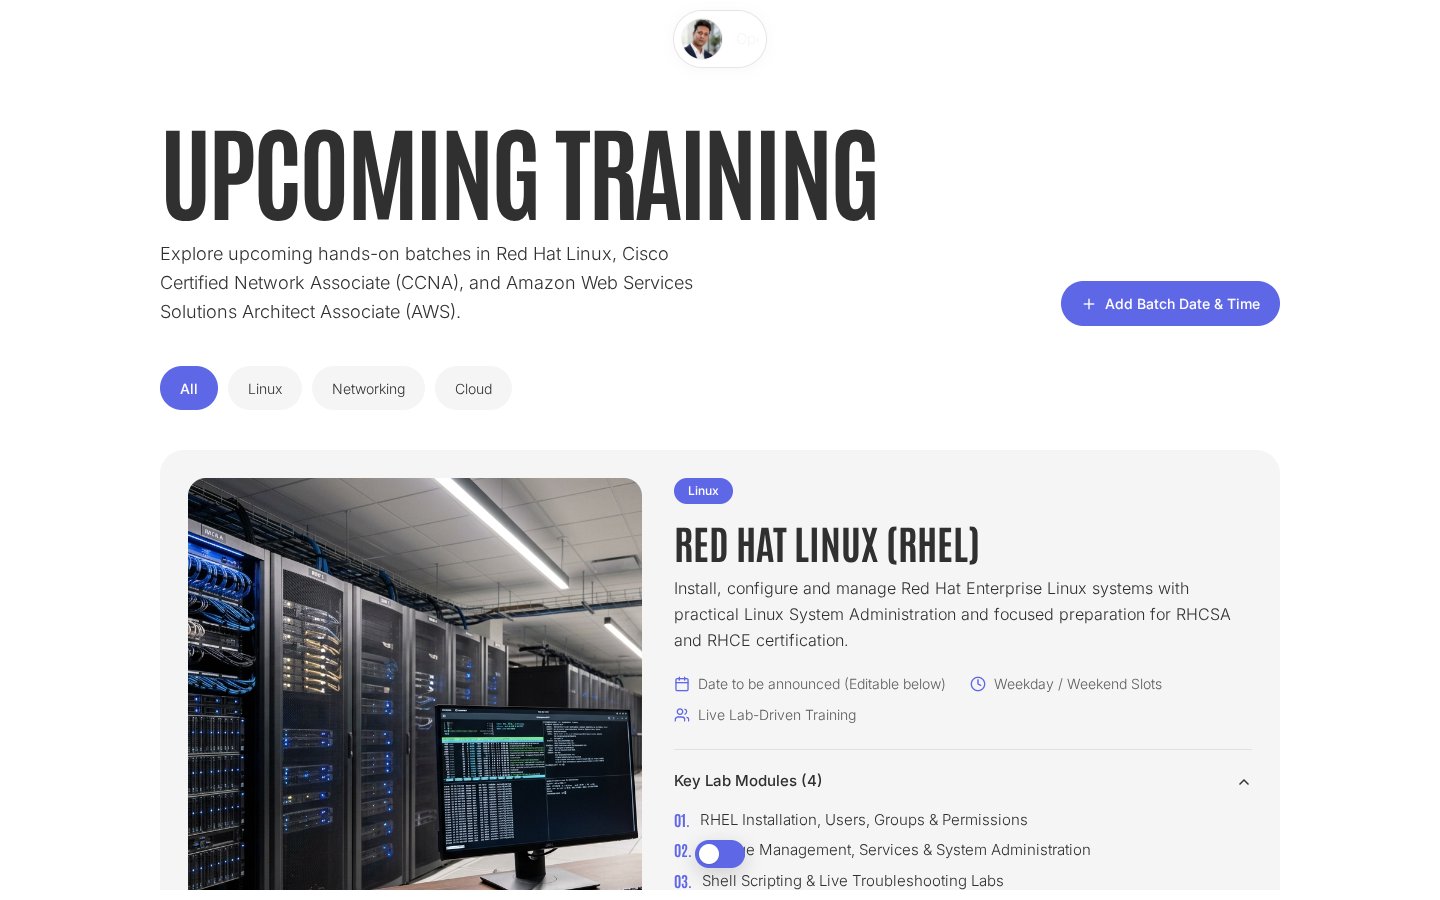 UPCOMING TRAINING
Explore upcoming hands-on batches in Red Hat Linux, Cisco
Certified Network Associate (CCNA), and Amazon Web Services
Solutions Architect Associate (AWS).
Add Batch Date & Time
All
Linux
Networking
Cloud
Linux
RED HAT LINUX (RHEL)
Install, configure and manage Red Hat Enterprise Linux systems with
practical Linux System Administration and focused preparation for RHCSA
and RHCE certification.
Date to be announced (Editable below)
Weekday / Weekend Slots
Live Lab-Driven Training
Key Lab Modules (4)
01. RHEL Installation, Users, Groups & Permissions
02. Management, Services & System Administration
03. Shell Scripting & Live Troubleshooting Labs